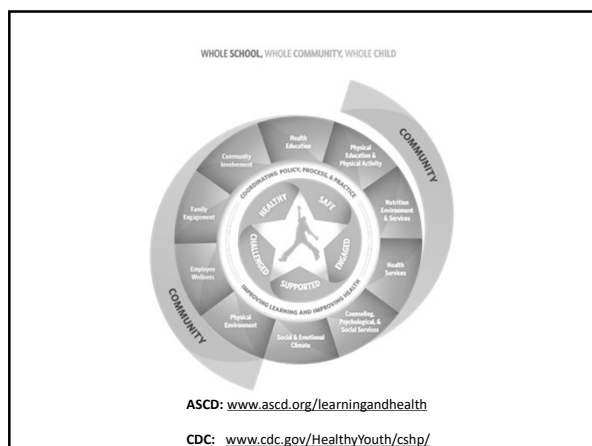 WHOLE SCHOOL, WHOLE COMMUNITY, WHOLE CHILD
COMMUNITY
Health
Education
Physical
Education &
Physical Activity
Nutrition
Environment
& Services
Health
Services
Counseling,
Psychological, &
Social Services
Social & Emotional
Climate
Physical
Environment
Employee
Wellness
Family
Engagement
Community
Involvement
COORDINATING POLICY, PROCESS, & PRACTICE
IMPROVING LEARNING AND IMPROVING HEALTH
HEALTHY
SAFE
ENGAGED
SUPPORTED
CHALLENGED
COMMUNITY
ASCD: www.ascd.org/learningandhealth
CDC: www.cdc.gov/HealthyYouth/cshp/